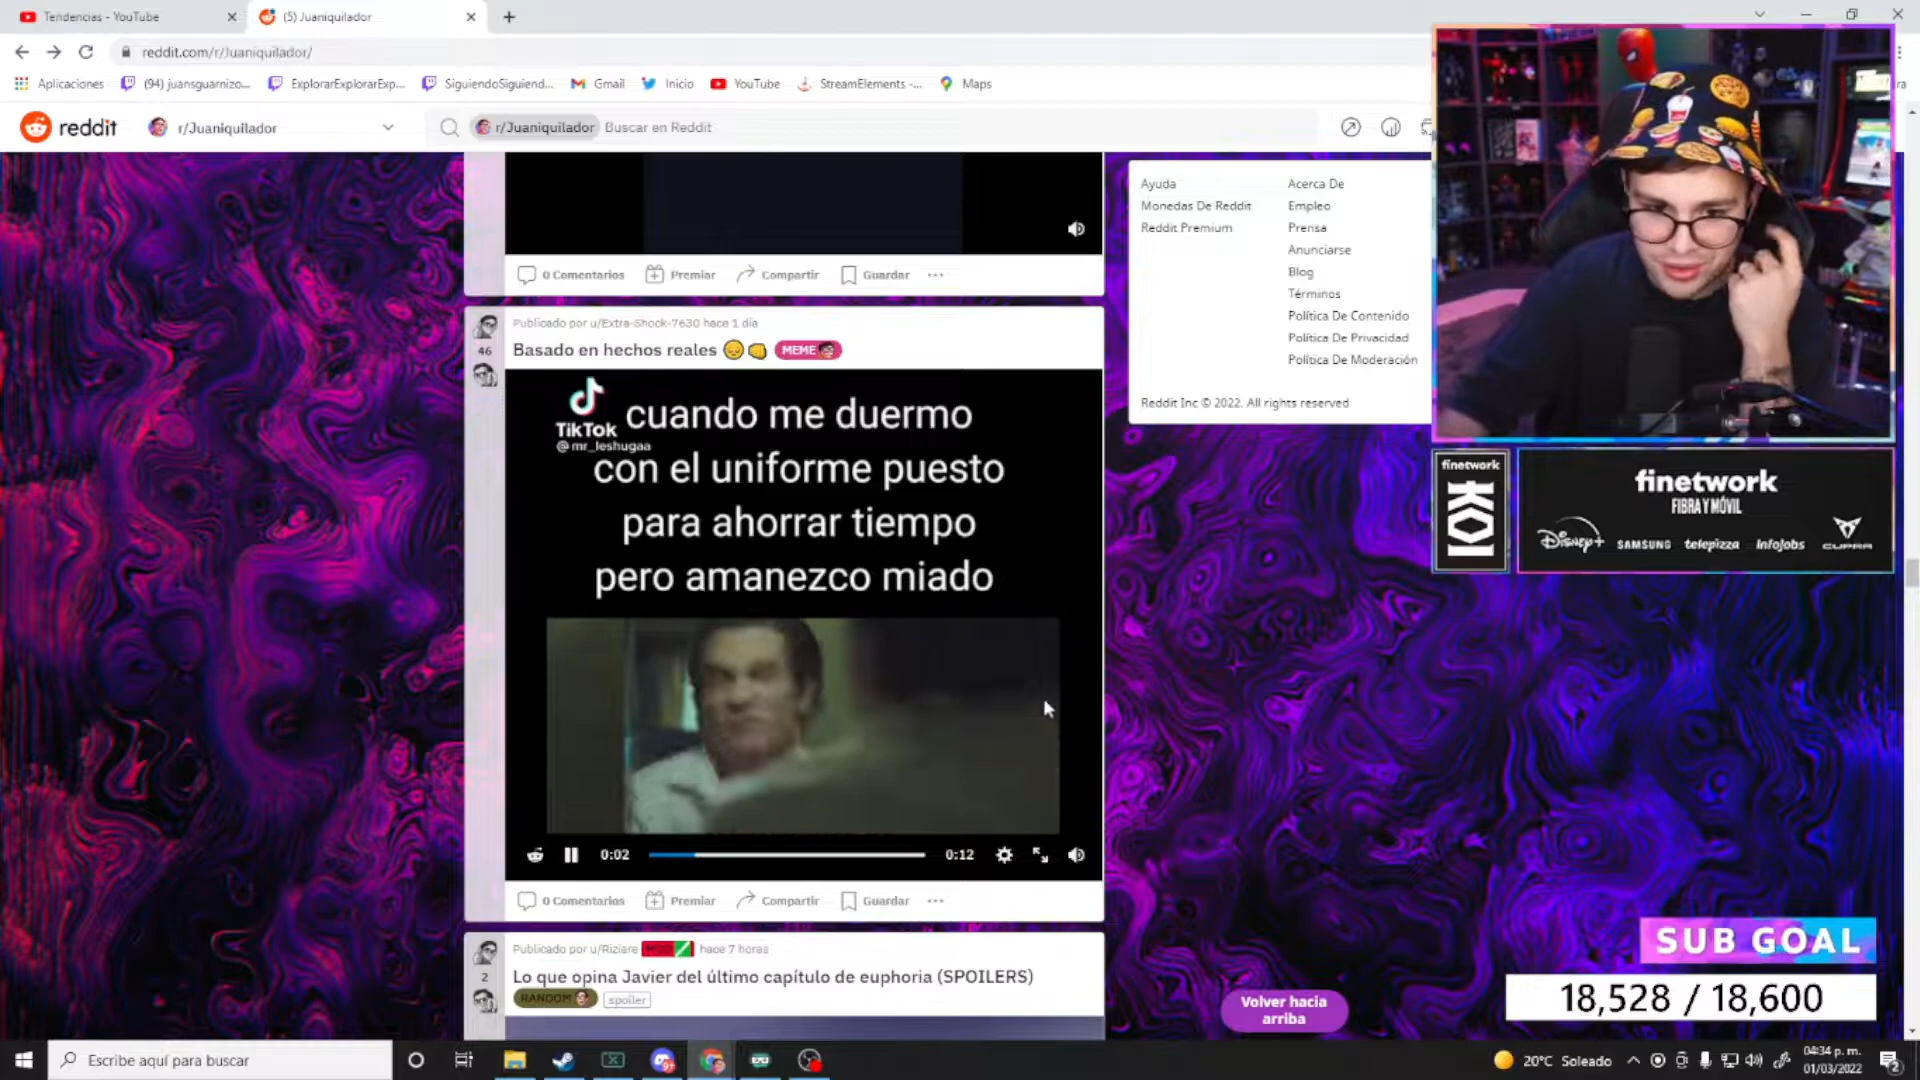 Tendencias - YouTube
(5) Juaniquilador
reddit.com/r/Juaniquilador/
Aplicaciones
(94) juansguarnizo...
ExplorarExplorarExp...
SiguiendoSiguiend...
Gmail
Inicio
YouTube
StreamElements -...
Maps
reddit
r/Juaniquilador
r/Juaniquilador
Buscar en Reddit
0 Comentarios
Premiar
Compartir
Guardar
46
Publicado por u/Extra-Shock-7630 hace 1 día
Basado en hechos reales 😔👊 MEME
TikTok
@mr_leshugaa
cuando me duermo
con el uniforme puesto
para ahorrar tiempo
pero amanezco miado
0:02
0:12
0 Comentarios
Premiar
Compartir
Guardar
2
Publicado por u/Riziare
hace 7 horas
Lo que opina Javier del último capítulo de euphoria (SPOILERS)
RANDOM
spoiler
Ayuda
Acerca De
Monedas De Reddit
Empleo
Reddit Premium
Prensa
Anunciarse
Blog
Términos
Política De Contenido
Política De Privacidad
Política De Moderación
Reddit Inc © 2022. All rights reserved
finetwork
KOI
finetwork
FIBRA Y MÓVIL
Disney+
SAMSUNG
telepizza
InfoJobs
CUPRA
SUB GOAL
18,528 / 18,600
Volver hacia
arriba
Escribe aquí para buscar
20°C Soleado
04:34 p. m.
01/03/2022
2